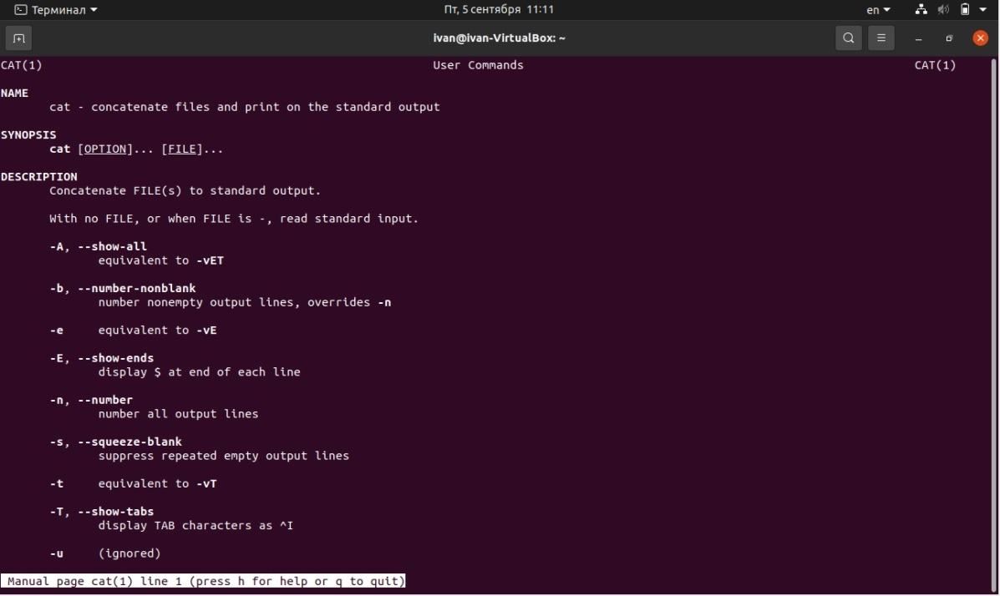 Терминал Пт, 5 сентября 11:11 en
ivan@ivan-VirtualBox: ~
CAT(1) User Commands CAT(1)
NAME
cat - concatenate files and print on the standard output
SYNOPSIS
cat [OPTION]... [FILE]...
DESCRIPTION
Concatenate FILE(s) to standard output.
With no FILE, or when FILE is -, read standard input.
-A, --show-all
equivalent to -vET
-b, --number-nonblank
number nonempty output lines, overrides -n
-e equivalent to -vE
-E, --show-ends
display $ at end of each line
-n, --number
number all output lines
-s, --squeeze-blank
suppress repeated empty output lines
-t equivalent to -vT
-T, --show-tabs
display TAB characters as ^I
-u (ignored)
Manual page cat(1) line 1 (press h for help or q to quit)